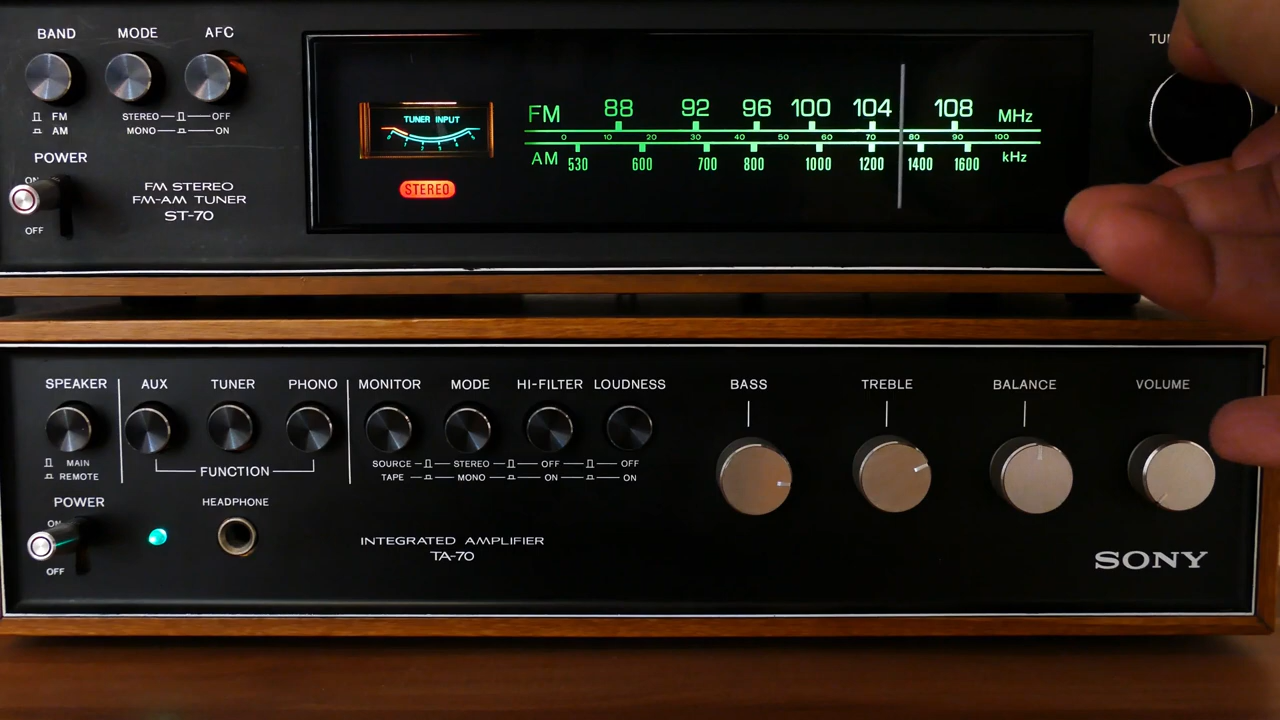 BAND MODE AFC
FM
AM
STEREO OFF
MONO ON
POWER
ON
OFF
FM STEREO
FM-AM TUNER
ST-70
TUNER INPUT
STEREO
FM 88 92 96 100 104 108 MHz
0 10 20 30 40 50 60 70 80 90 100
AM 530 600 700 800 1000 1200 1400 1600 kHz
SPEAKER AUX TUNER PHONO MONITOR MODE HI-FILTER LOUDNESS BASS TREBLE BALANCE VOLUME
MAIN
REMOTE
FUNCTION
SOURCE STEREO OFF OFF
TAPE MONO ON ON
POWER
ON
OFF
HEADPHONE
INTEGRATED AMPLIFIER
TA-70
SONY